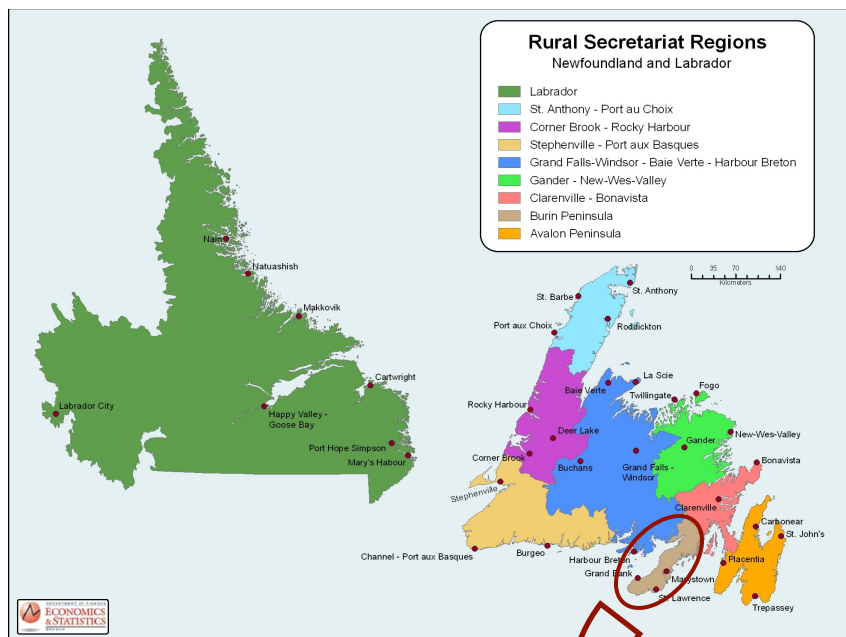 Rural Secretariat Regions
Newfoundland and Labrador
Labrador
St. Anthony - Port au Choix
Corner Brook - Rocky Harbour
Stephenville - Port aux Basques
Grand Falls-Windsor - Baie Verte - Harbour Breton
Gander - New-Wes-Valley
Clarenville - Bonavista
Burin Peninsula
Avalon Peninsula
0 35 70 140
Kilometers
Nain
Natuashish
Makkovik
Cartwright
Labrador City
Happy Valley -
Goose Bay
Port Hope Simpson
Mary's Habour
St. Anthony
St. Barbe
Roddickton
Port aux Choix
La Scie
Baie Verte
Fogo
Twillingate
Rocky Harbour
New-Wes-Valley
Deer Lake
Gander
Corner Brook
Buchans
Grand Falls -
Windsor
Bonavista
Stephenville
Clarenville
Carbonear
St. John's
Channel - Port aux Basques
Burgeo
Harbour Breton
Placentia
Grand Bank
Marystown
St. Lawrence
Trepassey
DEPARTMENT OF FINANCE
ECONOMICS
& STATISTICS
BRANCH